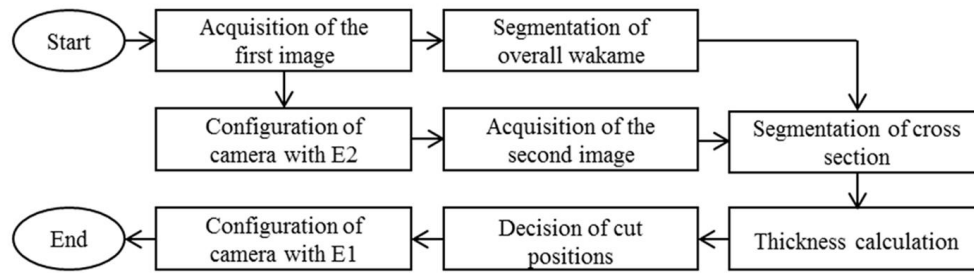 Start
Acquisition of the
first image
Segmentation of
overall wakame
Configuration of
camera with E2
Acquisition of the
second image
Segmentation of cross
section
End
Configuration of
camera with E1
Decision of cut
positions
Thickness calculation